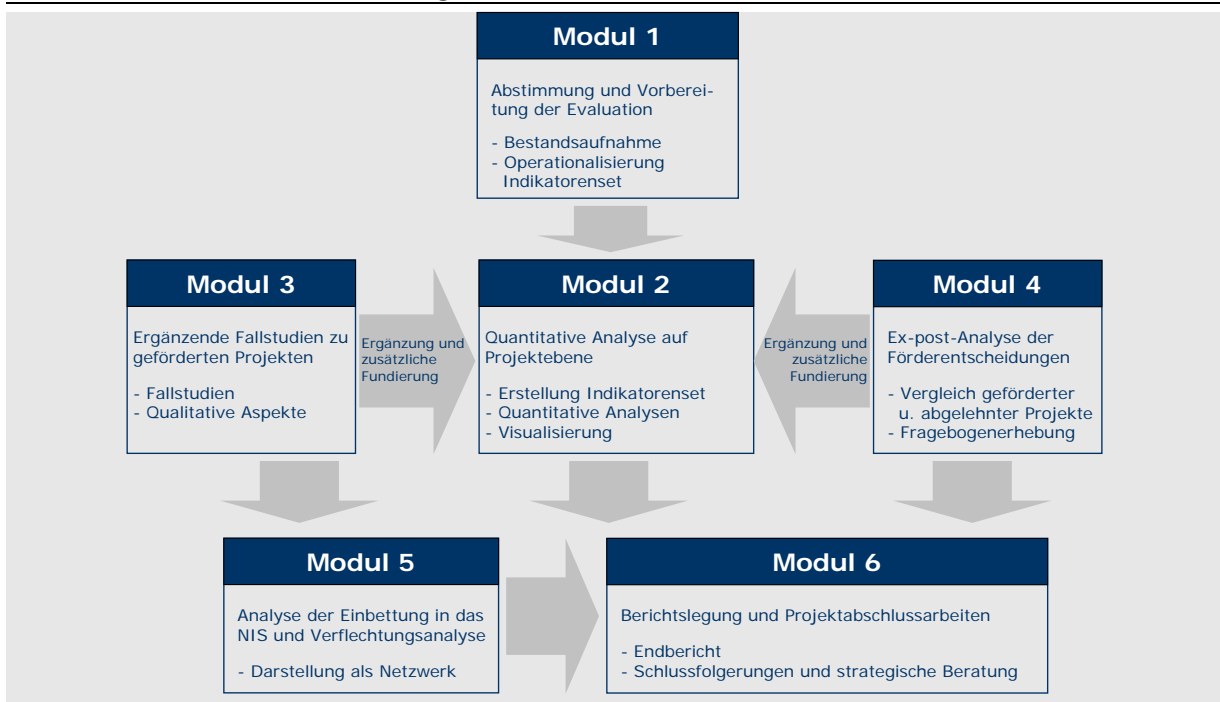 Modul 1
Abstimmung und Vorberei-
tung der Evaluation
- Bestandsaufnahme
- Operationalisierung
Indikatorenset
Modul 3
Ergänzende Fallstudien zu
geförderten Projekten
- Fallstudien
- Qualitative Aspekte
Ergänzung und
zusätzliche
Fundierung
Modul 2
Quantitative Analyse auf
Projektebene
- Erstellung Indikatorenset
- Quantitative Analysen
- Visualisierung
Ergänzung und
zusätzliche
Fundierung
Modul 4
Ex-post-Analyse der
Förderentscheidungen
- Vergleich geförderter
u. abgelehnter Projekte
- Fragebogenerhebung
Modul 5
Analyse der Einbettung in das
NIS und Verflechtungsanalyse
- Darstellung als Netzwerk
Modul 6
Berichtslegung und Projektabschlussarbeiten
- Endbericht
- Schlussfolgerungen und strategische Beratung